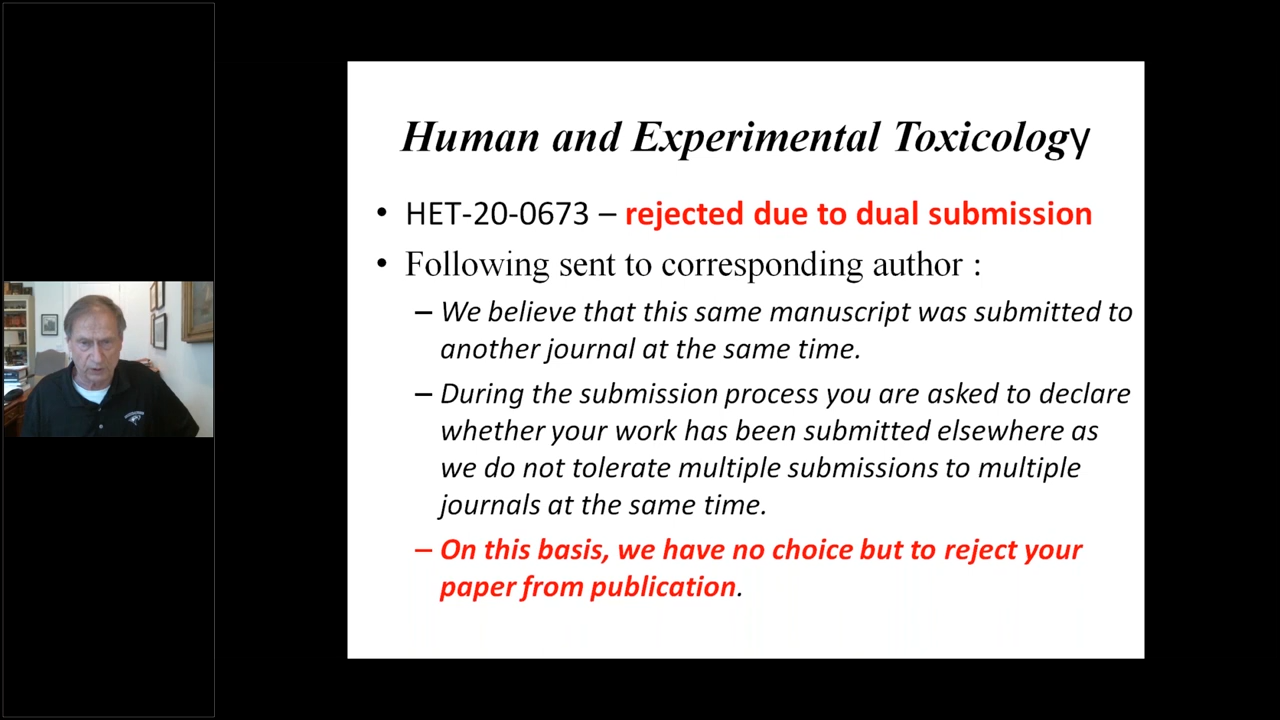 Human and Experimental Toxicology
• HET-20-0673 – rejected due to dual submission
• Following sent to corresponding author :
– We believe that this same manuscript was submitted to
another journal at the same time.
– During the submission process you are asked to declare
whether your work has been submitted elsewhere as
we do not tolerate multiple submissions to multiple
journals at the same time.
– On this basis, we have no choice but to reject your
paper from publication.